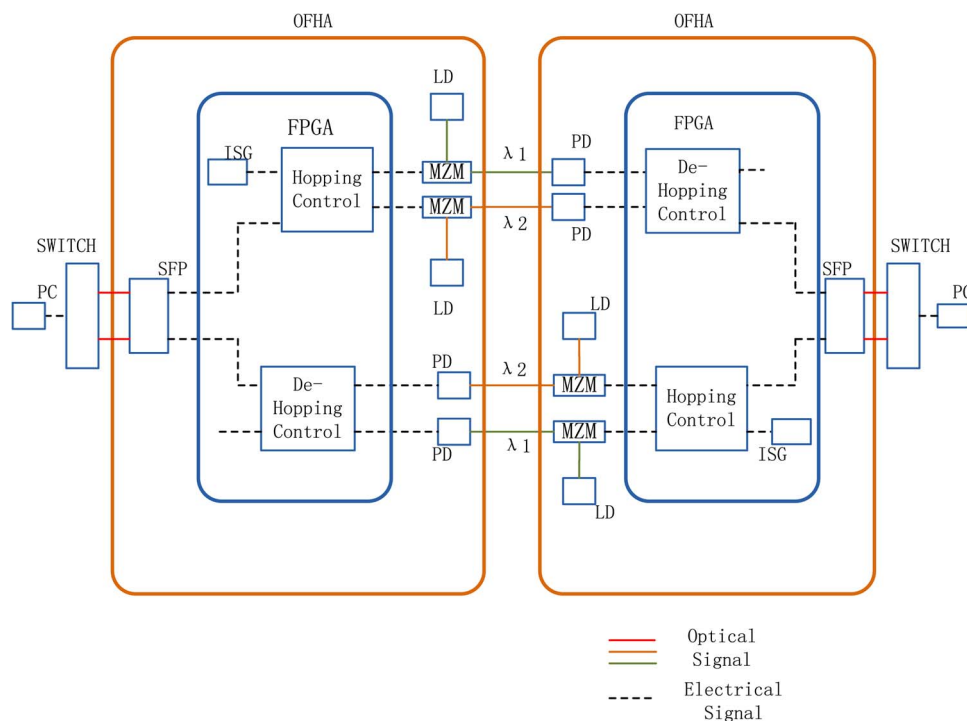 OFHA
OFHA
LD
FPGA
FPGA
ISG
Hopping
Control
MZM
λ1
PD
De-
Hopping
Control
MZM
λ2
PD
SWITCH
SFP
LD
SFP
SWITCH
PC
LD
PC
De-
Hopping
Control
PD
λ2
MZM
Hopping
Control
PD
λ1
MZM
ISG
LD
Optical
Signal
Electrical
Signal